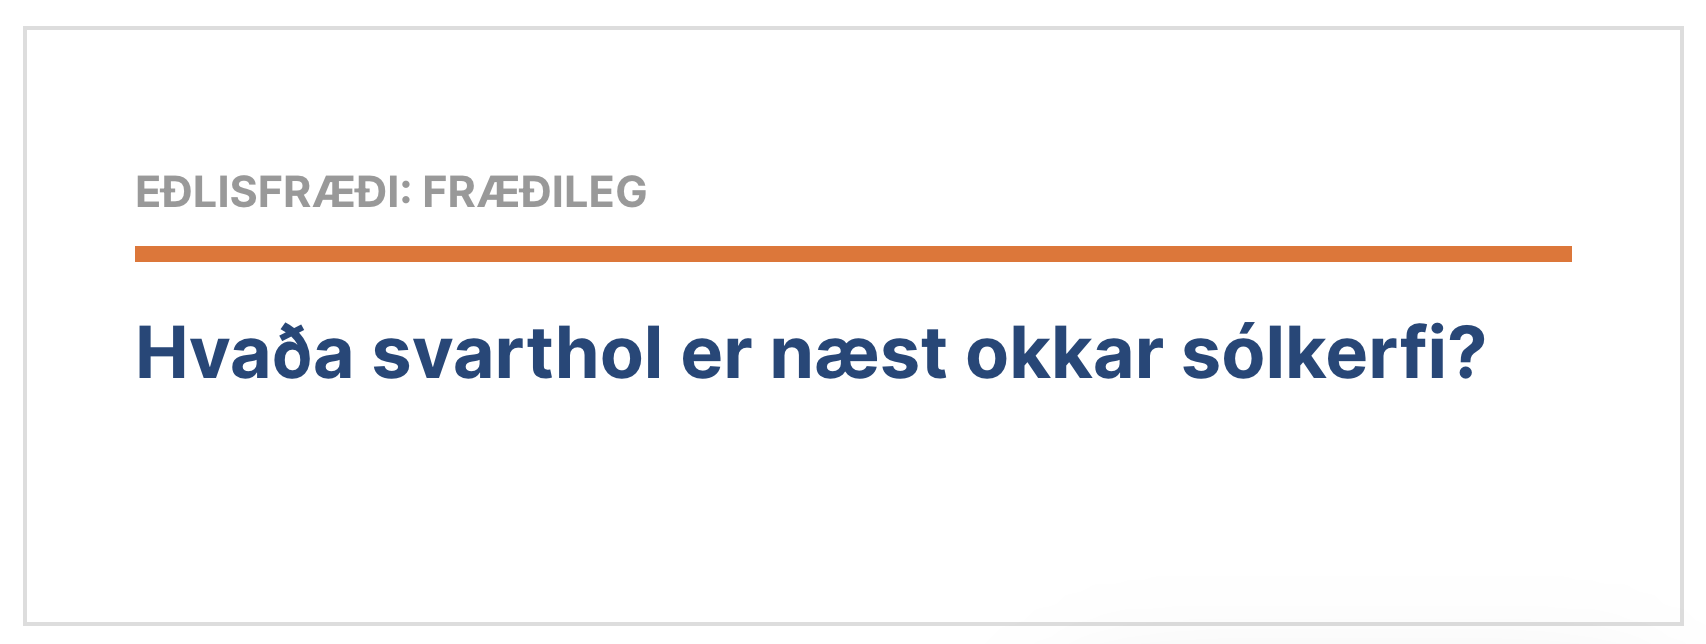 EÐLISFRÆÐI: FRÆÐILEG
Hvaða svarthol er næst okkar sólkerfi?